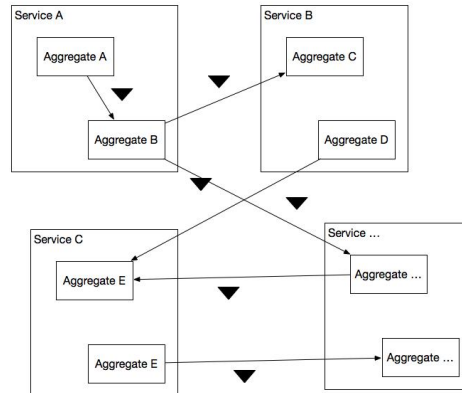 Service A
Aggregate A
Aggregate B
Service B
Aggregate C
Aggregate D
Service C
Aggregate E
Aggregate E
Service ...
Aggregate ...
Aggregate ...